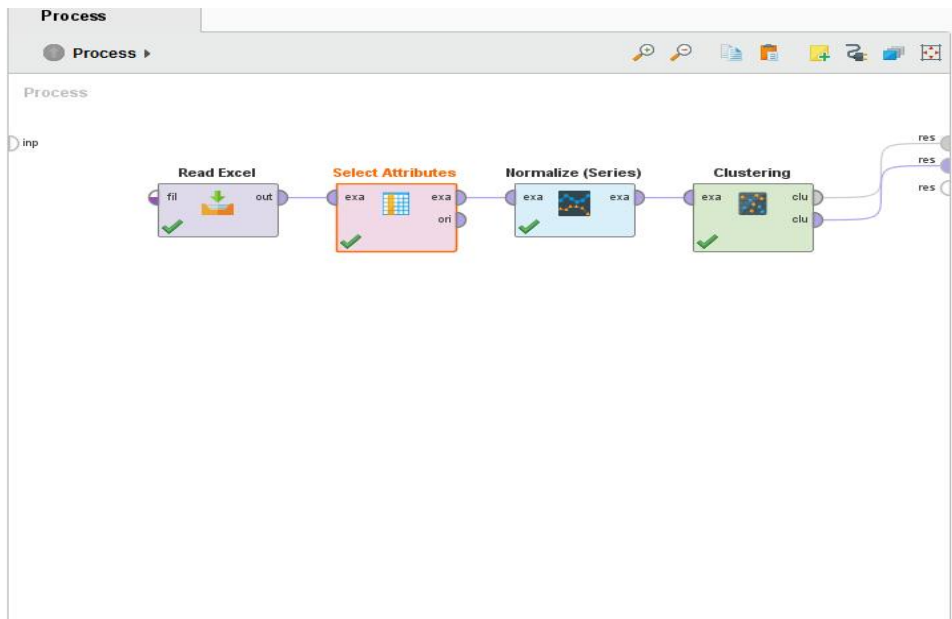 Process
Process
Process
inp
res
res
res
Read Excel
fil
out
Select Attributes
exa
exa
ori
Normalize (Series)
exa
exa
Clustering
exa
clu
clu